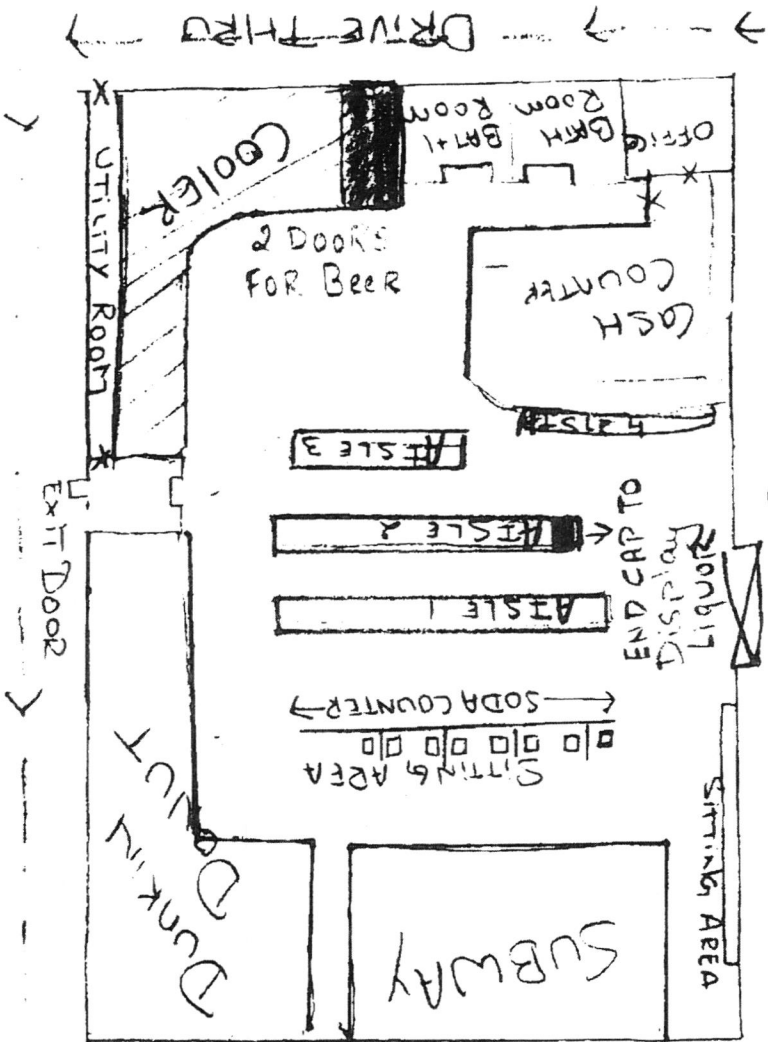 DRIVE THRU
OFFICE
BATH
ROOM
BATH
ROOM
COOLER
UTILITY ROOM
2 DOORS
FOR BEER
CASH
COUNTER
AISLE 3
AISLE 2
END CAP TO
Display
LIQUOR
AISLE 1
EXIT DOOR
SODA COUNTER
SITTING AREA
SITTING AREA
DUNKIN
DONUT
SUBWAY